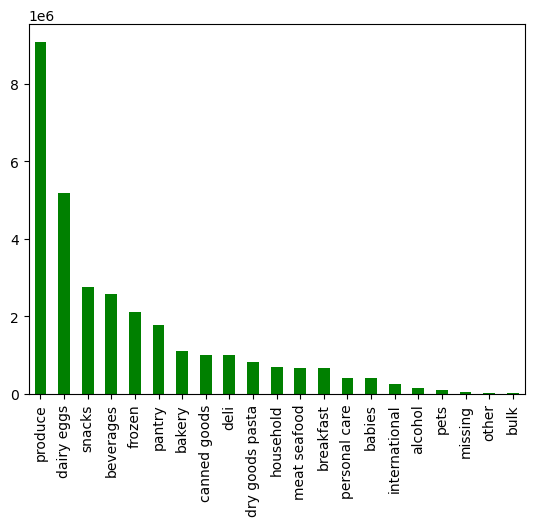 1e6
8
6
4
2
0
produce
dairy eggs
snacks
beverages
frozen
pantry
bakery
canned goods
deli
dry goods pasta
household
meat seafood
breakfast
personal care
babies
international
alcohol
pets
missing
other
bulk